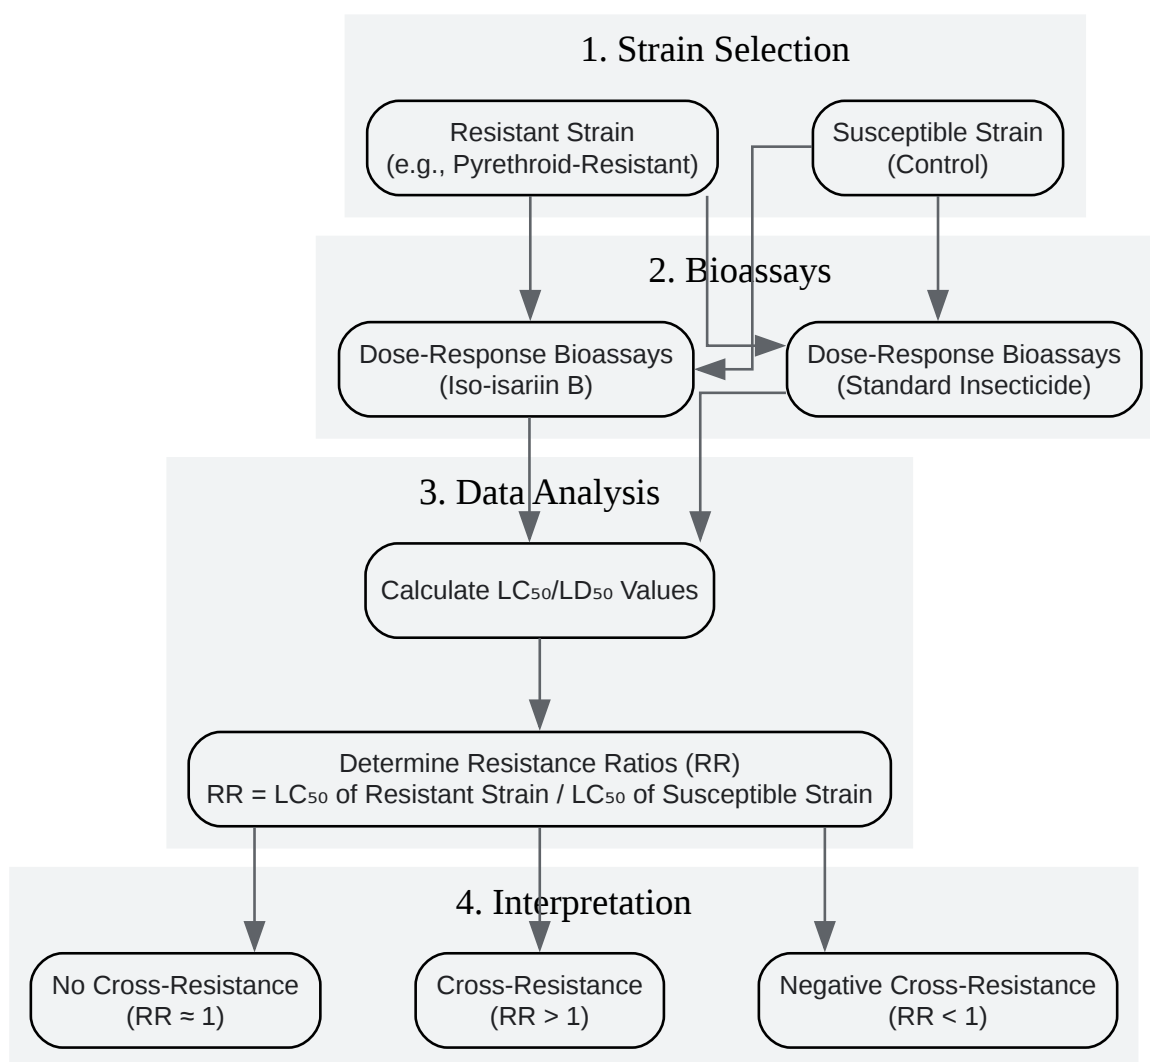 1. Strain Selection
Resistant Strain
(e.g., Pyrethroid-Resistant)
Susceptible Strain
(Control)
2. Bioassays
Dose-Response Bioassays
(Iso-isariin B)
Dose-Response Bioassays
(Standard Insecticide)
3. Data Analysis
Calculate LC₅₀/LD₅₀ Values
Determine Resistance Ratios (RR)
RR = LC₅₀ of Resistant Strain / LC₅₀ of Susceptible Strain
4. Interpretation
No Cross-Resistance
(RR ≈ 1)
Cross-Resistance
(RR > 1)
Negative Cross-Resistance
(RR < 1)